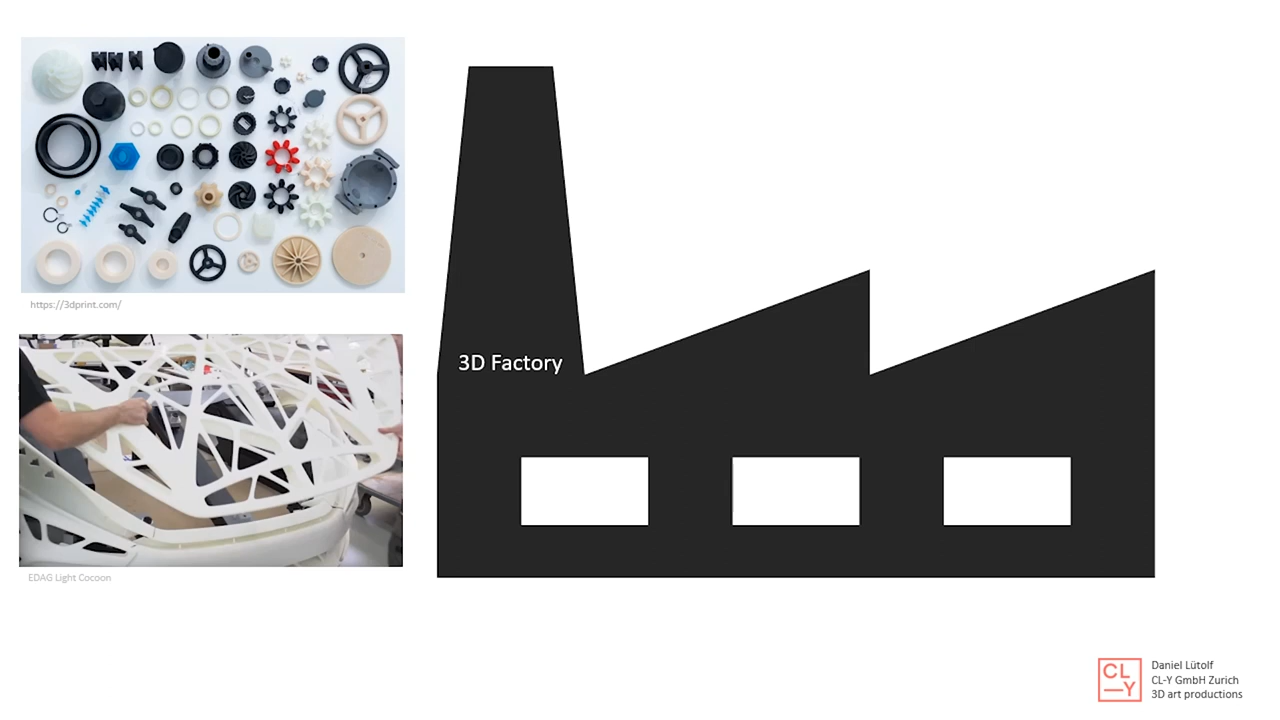 https://3dprint.com/
EDAG Light Cocoon
3D Factory
CL
Y
Daniel Lütolf
CL-Y GmbH Zurich
3D art productions